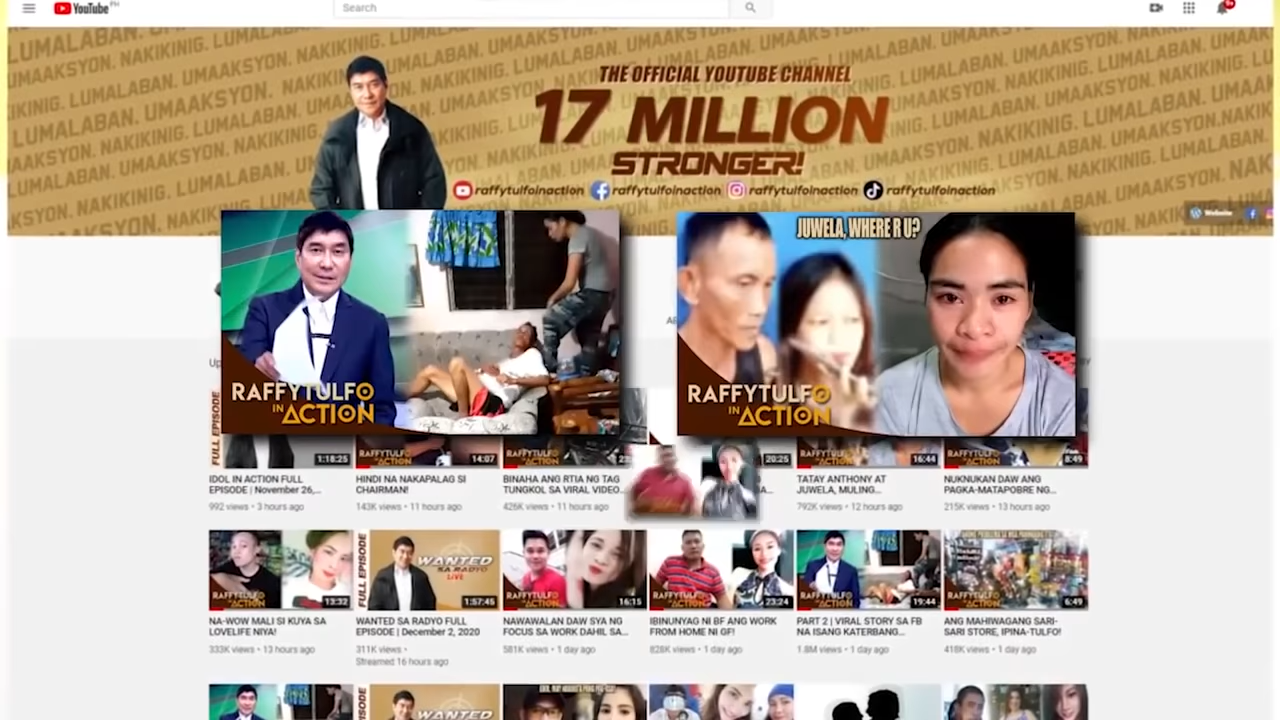 YouTube PH
Search
9+
LUMALABAN. UMAAKSYON. NAKIKINIG. LUMALABAN. UMAAKSYON. NAKIKINIG.
THE OFFICIAL YOUTUBE CHANNEL
17 MILLION
STRONGER!
raffytulfoinaction raffytulfoinaction raffytulfoinaction raffytulfoinaction
Website
JUWELA, WHERE R U?
RAFFYTULFO
IN ACTION
RAFFYTULFO
IN ACTION
Up
FULL EPISODE
1:18:25
14:07
20:25
16:44
8:49
IDOL IN ACTION FULL
EPISODE | November 26,...
992 views • 3 hours ago
HINDI NA NAKAPALAG SI
CHAIRMAN!
143K views • 11 hours ago
BINAHA ANG RTIA NG TAG
TUNGKOL SA VIRAL VIDEO...
426K views • 11 hours ago
TATAY ANTHONY AT
JUWELA, MULING...
792K views • 12 hours ago
NUKNUKAN DAW ANG
PAGKA-MATAPOBRE NG...
215K views • 13 hours ago
13:32
FULL EPISODE
WANTED
SA RADYO
LIVE
1:57:45
16:15
23:24
19:44
6:49
NA-WOW MALI SI KUYA SA
LOVELIFE NIYA!
333K views • 13 hours ago
WANTED SA RADYO FULL
EPISODE | December 2, 2020
311K views •
Streamed 16 hours ago
NAWAWALAN DAW SYA NG
FOCUS SA WORK DAHIL SA...
581K views • 1 day ago
IBINUNYAG NI BF ANG WORK
FROM HOME NI GF!
828K views • 1 day ago
PART 2 | VIRAL STORY SA FB
NA ISANG KATERBANG...
1.8M views • 1 day ago
ANG MAHIWAGANG SARI-
SARI STORE, IPINA-TULFO!
418K views • 1 day ago
WANTED